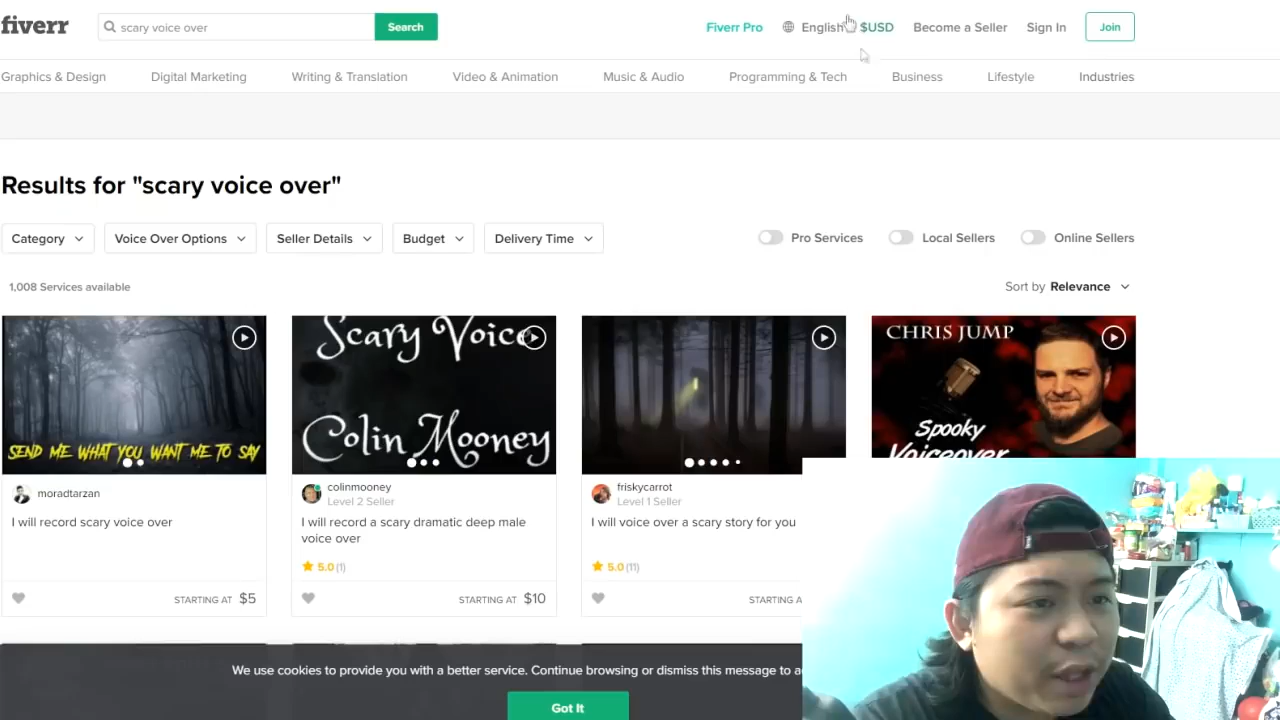 fiverr
scary voice over
Search
Fiverr Pro
English
$USD
Become a Seller
Sign In
Join
Graphics & Design
Digital Marketing
Writing & Translation
Video & Animation
Music & Audio
Programming & Tech
Business
Lifestyle
Industries
Results for "scary voice over"
Category
Voice Over Options
Seller Details
Budget
Delivery Time
Pro Services
Local Sellers
Online Sellers
1,008 Services available
Sort by Relevance
SEND ME WHAT YOU WANT ME TO SAY
Scary Voice
Colin Mooney
CHRIS JUMP
Spooky
Voiceover
moradtarzan
I will record scary voice over
STARTING AT $5
colinmooney
Level 2 Seller
I will record a scary dramatic deep male
voice over
5.0 (1)
STARTING AT $10
friskycarrot
Level 1 Seller
I will voice over a scary story for you
5.0 (11)
STARTING A
We use cookies to provide you with a better service. Continue browsing or dismiss this message to a
Got It